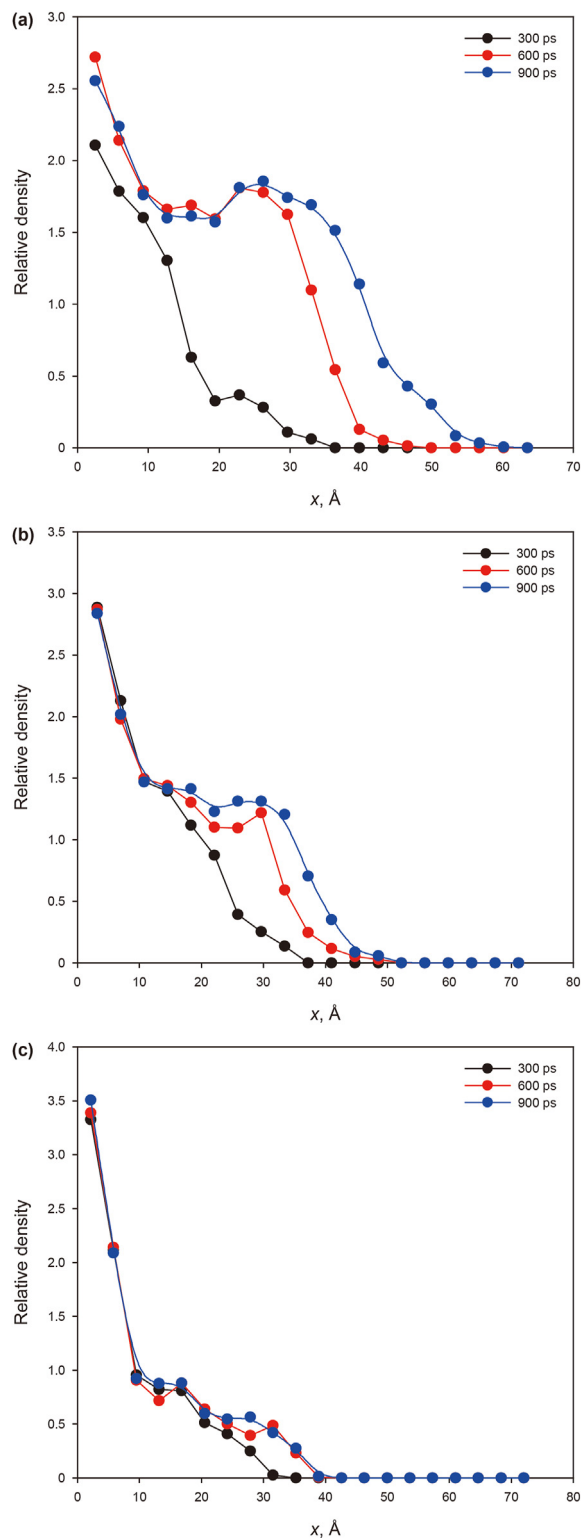 (a)
3.0
2.5
2.0
1.5
1.0
0.5
0
Relative density
300 ps
600 ps
900 ps
0 10 20 30 40 50 60 70
x, Å
(b)
3.5
3.0
2.5
2.0
1.5
1.0
0.5
0
Relative density
300 ps
600 ps
900 ps
0 10 20 30 40 50 60 70 80
x, Å
(c)
4.0
3.5
3.0
2.5
2.0
1.5
1.0
0.5
0
Relative density
300 ps
600 ps
900 ps
0 10 20 30 40 50 60 70 80
x, Å